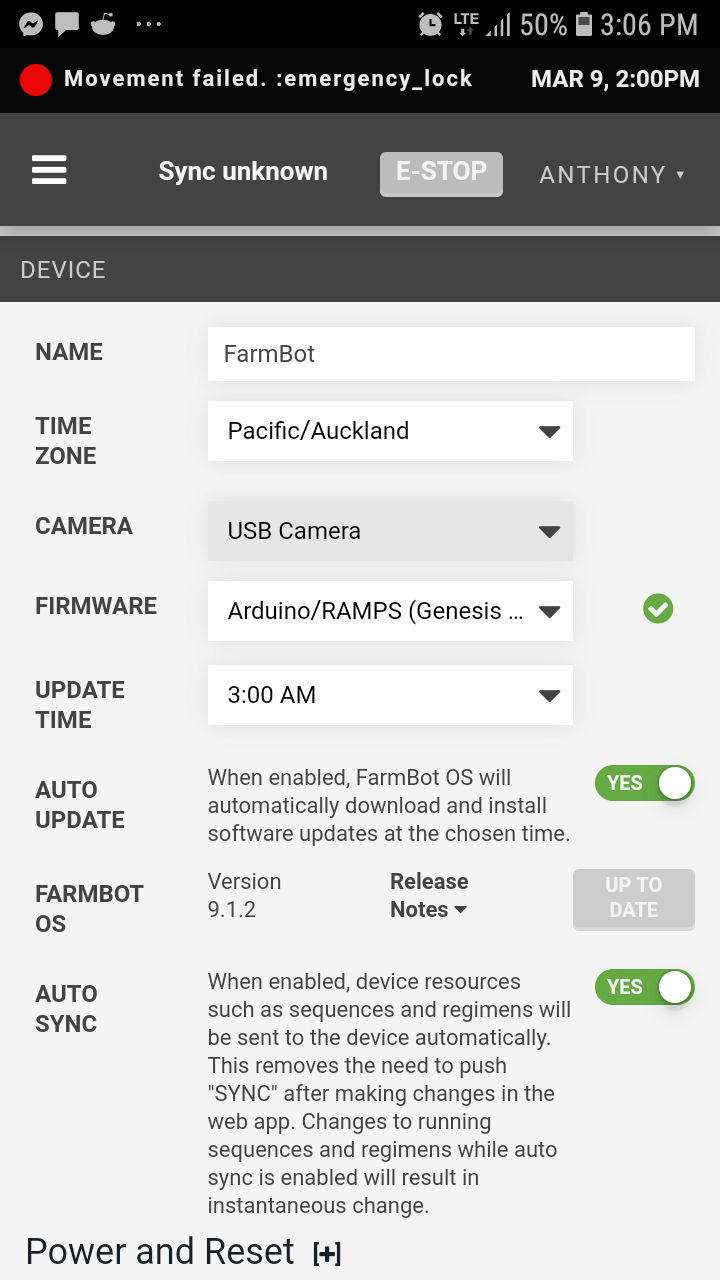 LTE 50% 3:06 PM
Movement failed. :emergency_lock MAR 9, 2:00PM
Sync unknown E-STOP ANTHONY ▾
DEVICE
NAME FarmBot
TIME
ZONE
Pacific/Auckland
CAMERA USB Camera
FIRMWARE Arduino/RAMPS (Genesis ...
UPDATE
TIME
3:00 AM
AUTO
UPDATE
When enabled, FarmBot OS will
automatically download and install
software updates at the chosen time.
YES
FARMBOT
OS
Version
9.1.2
Release
Notes
UP TO
DATE
AUTO
SYNC
When enabled, device resources
such as sequences and regimens will
be sent to the device automatically.
This removes the need to push
"SYNC" after making changes in the
web app. Changes to running
sequences and regimens while auto
sync is enabled will result in
instantaneous change.
YES
Power and Reset [+]